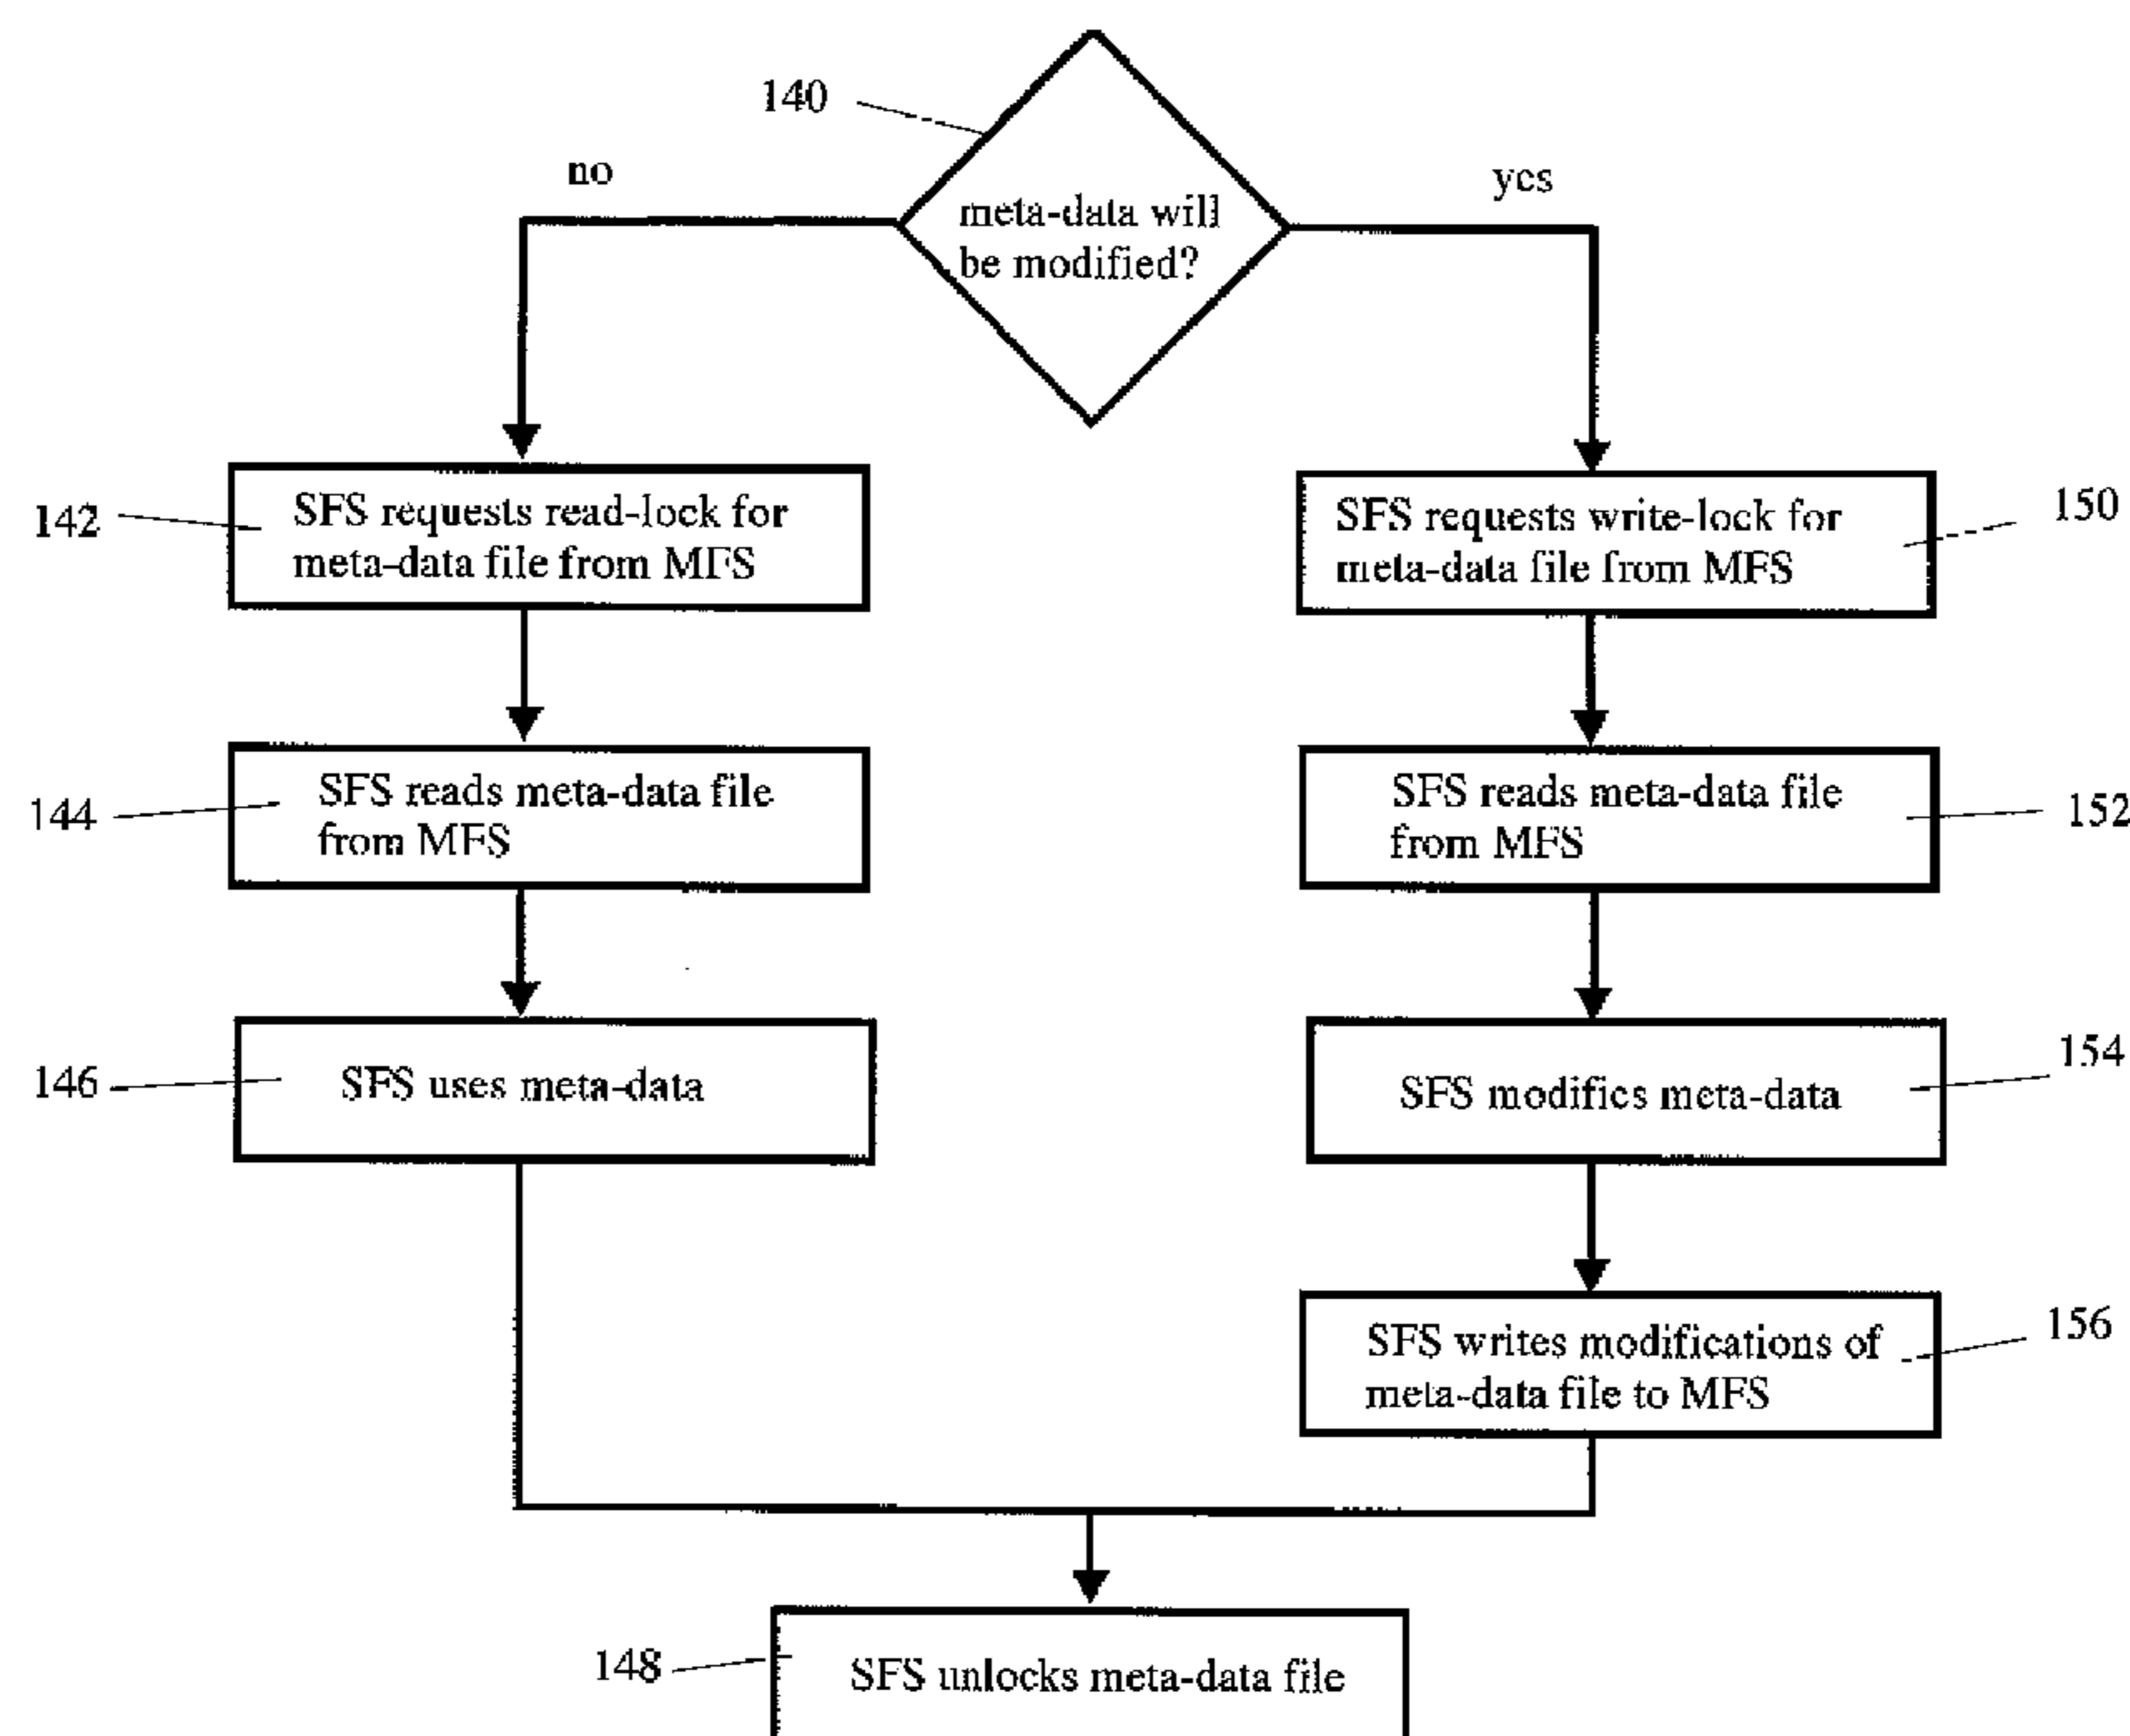 140
no
yes
meta-data will
be modified?
142
SFS requests read-lock for
meta-data file from MFS
150
SFS requests write-lock for
meta-data file from MFS
144
SFS reads meta-data file
from MFS
152
SFS reads meta-data file
from MFS
146
SFS uses meta-data
154
SFS modifies meta-data
156
SFS writes modifications of
meta-data file to MFS
148
SFS unlocks meta-data file